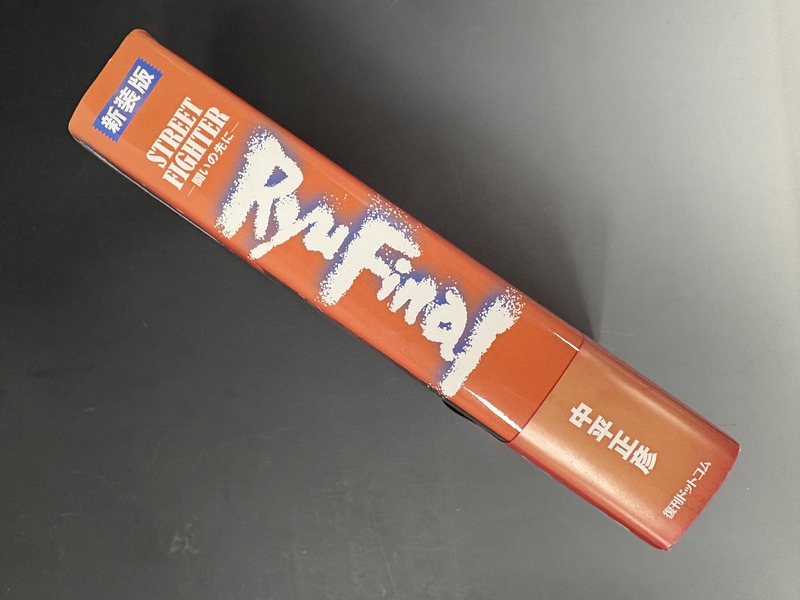 新装版
STREET
FIGHTER
—闘いの先に—
Ryu Final
中平正彦
復刊ドットコム